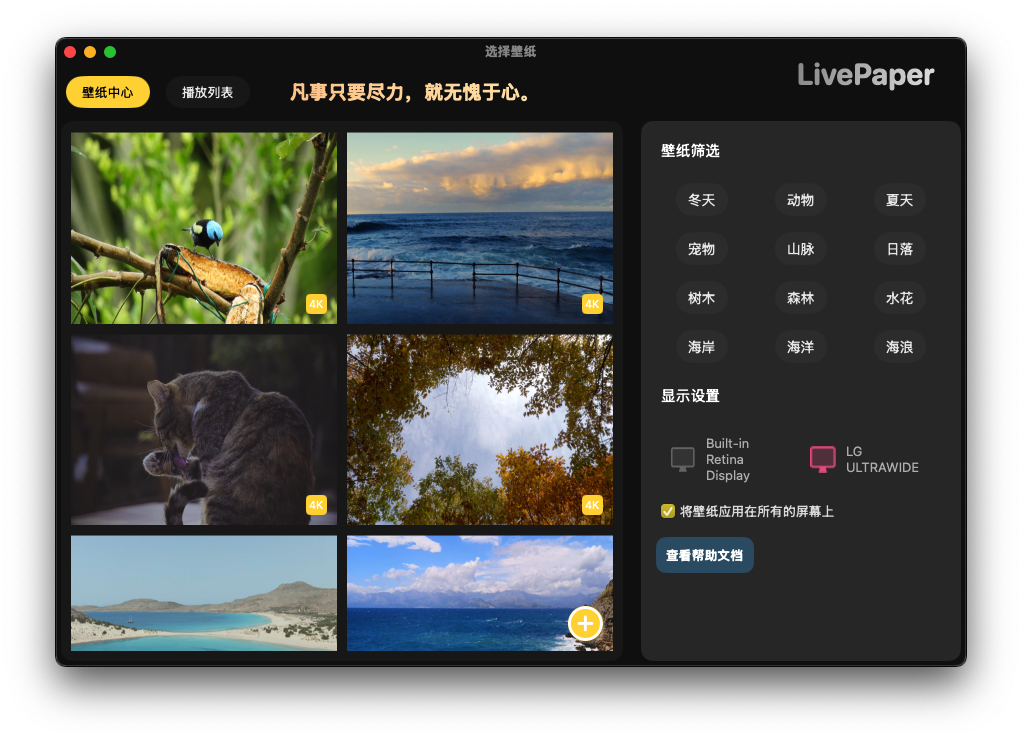 选择壁纸
壁纸中心
播放列表
凡事只要尽力，就无愧于心。
LivePaper
4K
4K
4K
4K
壁纸筛选
冬天
动物
夏天
宠物
山脉
日落
树木
森林
水花
海岸
海洋
海浪
显示设置
Built-in
Retina
Display
LG
ULTRAWIDE
将壁纸应用在所有的屏幕上
查看帮助文档